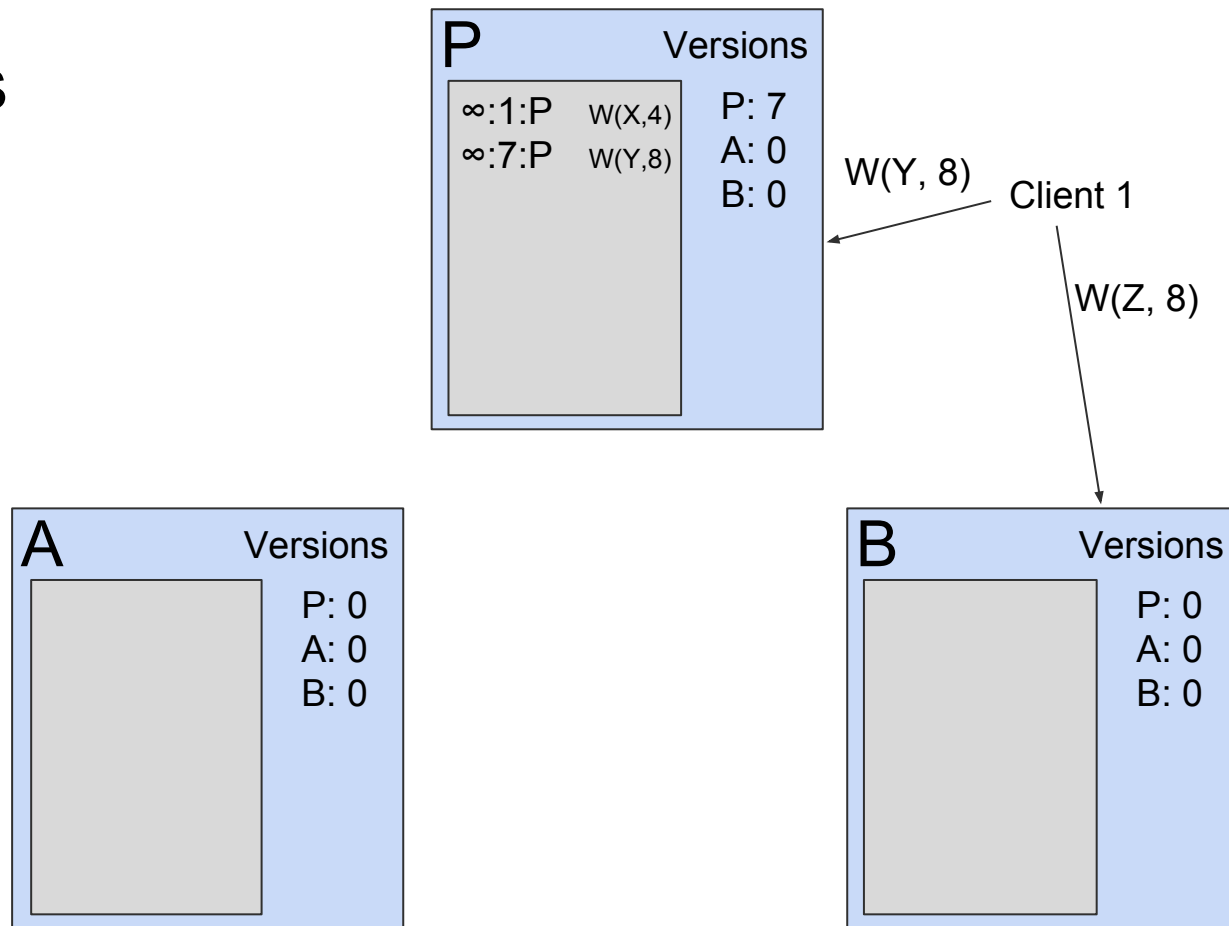 s
P Versions
∞:1:P W(X,4)
∞:7:P W(Y,8)
P: 7
A: 0
B: 0
W(Y, 8)
Client 1
W(Z, 8)
A Versions
P: 0
A: 0
B: 0
B Versions
P: 0
A: 0
B: 0